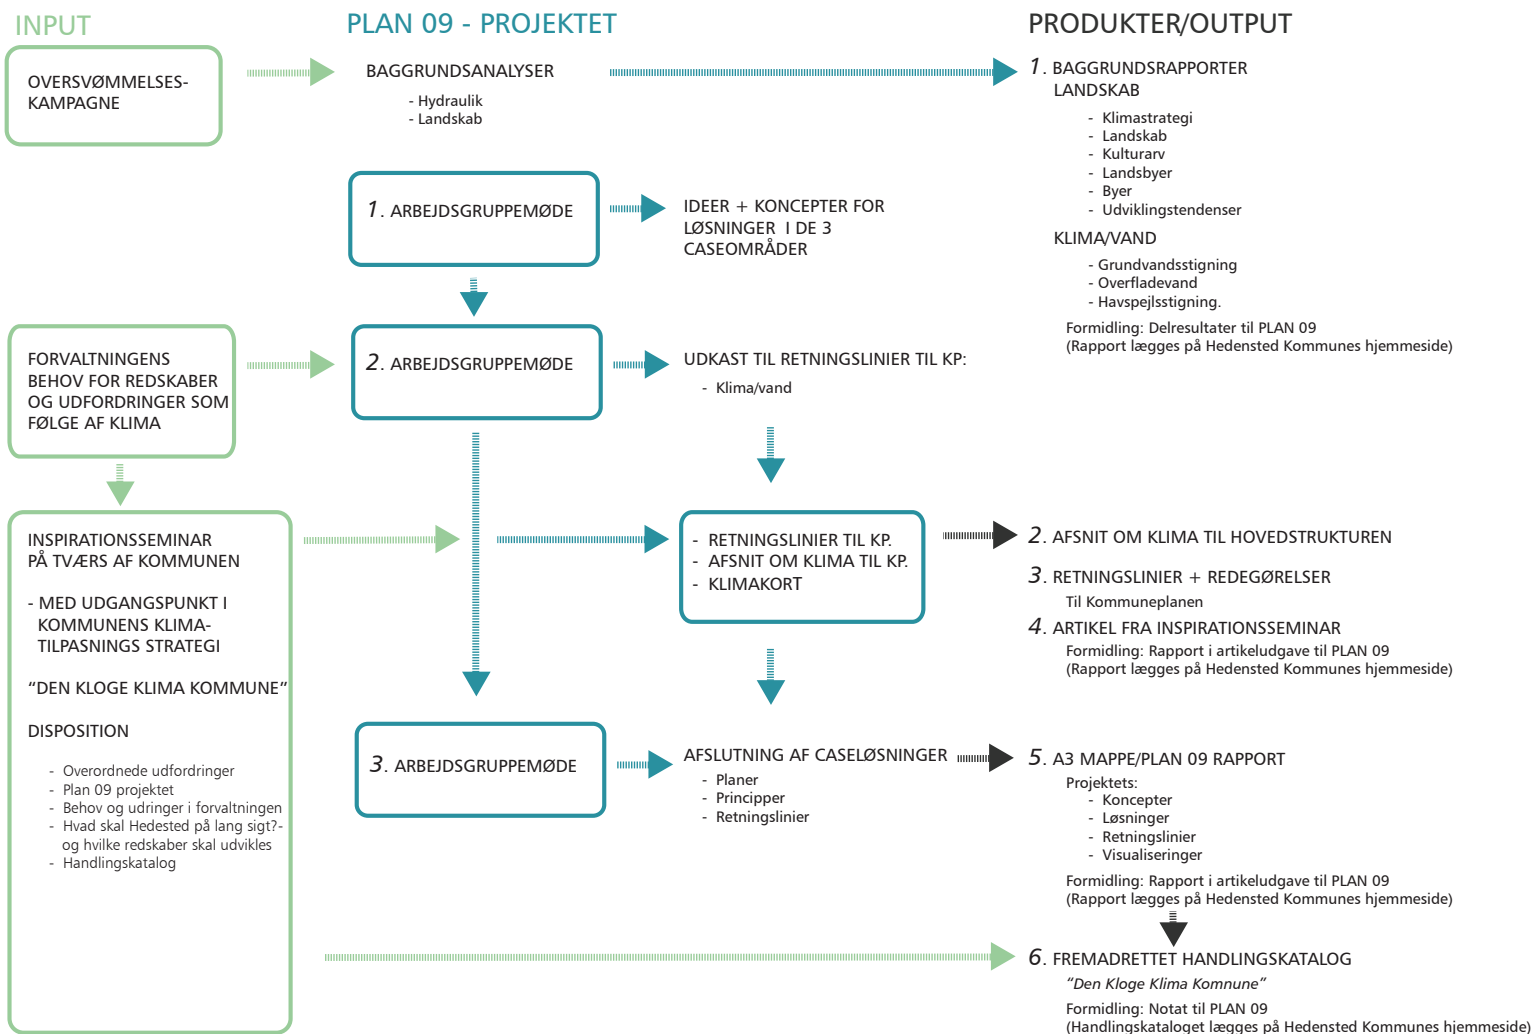 INPUT
OVERSVØMMELSES-
KAMPAGNE
FORVALTNINGENS
BEHOV FOR REDSKABER
OG UDFORDRINGER SOM
FØLGE AF KLIMA
INSPIRATIONSSEMINAR
PÅ TVÆRS AF KOMMUNEN
- MED UDGANGSPUNKT I
KOMMUNENS KLIMA-
TILPASNINGS STRATEGI
“DEN KLOGE KLIMA KOMMUNE”
DISPOSITION
- Overordnede udfordringer
- Plan 09 projektet
- Behov og udringer i forvaltningen
- Hvad skal Hedested på lang sigt?-
og hvilke redskaber skal udvikles
- Handlingskatalog
PLAN 09 - PROJEKTET
BAGGRUNDSANALYSER
- Hydraulik
- Landskab
1. ARBEJDSGRUPPEMØDE
IDEER + KONCEPTER FOR
LØSNINGER I DE 3
CASEOMRÅDER
2. ARBEJDSGRUPPEMØDE
UDKAST TIL RETNINGSLINIER TIL KP:
- Klima/vand
- RETNINGSLINIER TIL KP.
- AFSNIT OM KLIMA TIL KP.
- KLIMAKORT
3. ARBEJDSGRUPPEMØDE
AFSLUTNING AF CASELØSNINGER
- Planer
- Principper
- Retningslinier
PRODUKTER/OUTPUT
1. BAGGRUNDSRAPPORTER
LANDSKAB
- Klimastrategi
- Landskab
- Kulturarv
- Landsbyer
- Byer
- Udviklingstendenser
KLIMA/VAND
- Grundvandsstigning
- Overfladevand
- Havspejlsstigning.
Formidling: Delresultater til PLAN 09
(Rapport lægges på Hedensted Kommunes hjemmeside)
2. AFSNIT OM KLIMA TIL HOVEDSTRUKTUREN
3. RETNINGSLINIER + REDEGØRELSER
Til Kommuneplanen
4. ARTIKEL FRA INSPIRATIONSSEMINAR
Formidling: Rapport i artikeludgave til PLAN 09
(Rapport lægges på Hedensted Kommunes hjemmeside)
5. A3 MAPPE/PLAN 09 RAPPORT
Projektets:
- Koncepter
- Løsninger
- Retningslinier
- Visualiseringer
Formidling: Rapport i artikeludgave til PLAN 09
(Rapport lægges på Hedensted Kommunes hjemmeside)
6. FREMADRETTET HANDLINGSKATALOG
“Den Kloge Klima Komnune”
Formidling: Notat til PLAN 09
(Handlingskataloget lægges på Hedensted Kommunes hjemmeside)